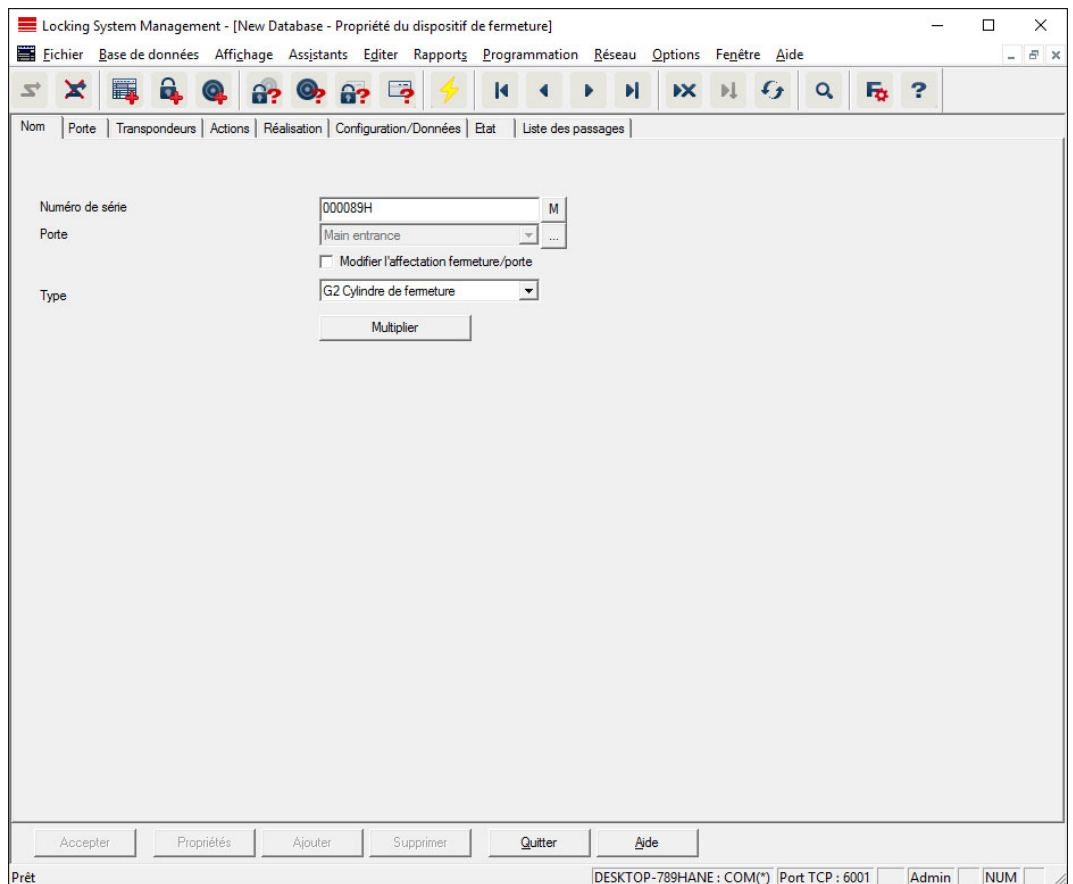 Locking System Management - [New Database - Propriété du dispositif de fermeture]
Fichier Base de données Affichage Assistants Editer Rapports Programmation Réseau Options Fenêtre Aide
Nom Porte Transpondeurs Actions Réalisation Configuration/Données Etat Liste des passages
Numéro de série 000089H M
Porte Main entrance ...
Modifier l'affectation fermeture/porte
Type G2 Cylindre de fermeture
Multiplier
Accepter Propriétés Ajouter Supprimer Quitter Aide
Prêt DESKTOP-789HANE : COM(*) Port TCP : 6001 Admin NUM